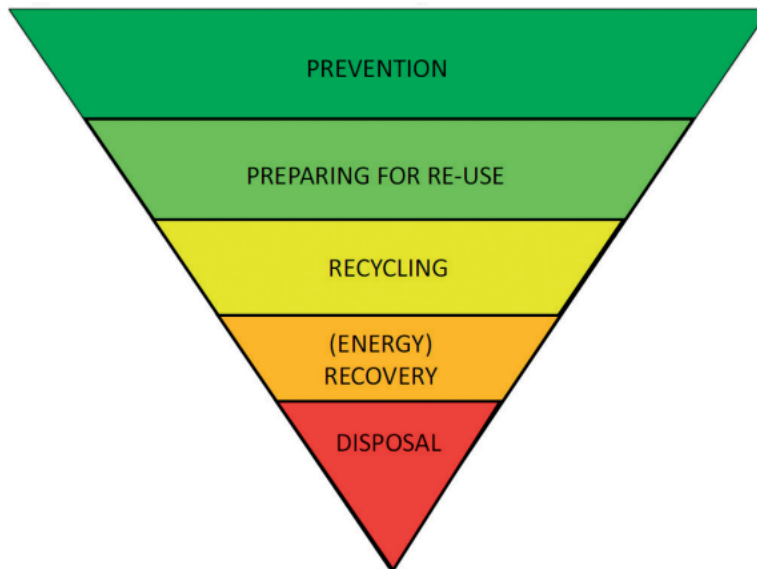 PREVENTION
PREPARING FOR RE-USE
RECYCLING
(ENERGY)
RECOVERY
DISPOSAL